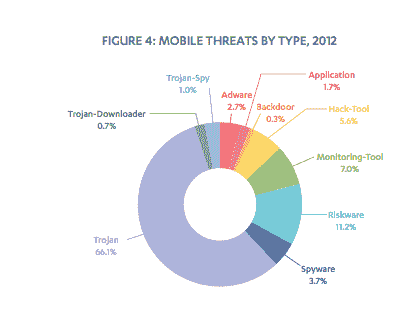 FIGURE 4: MOBILE THREATS BY TYPE, 2012
Trojan-Spy
1.0%
Adware
2.7%
Application
1.7%
Backdoor
0.3%
Hack-Tool
5.6%
Trojan-Downloader
0.7%
Monitoring-Tool
7.0%
Riskware
11.2%
Trojan
66.1%
Spyware
3.7%